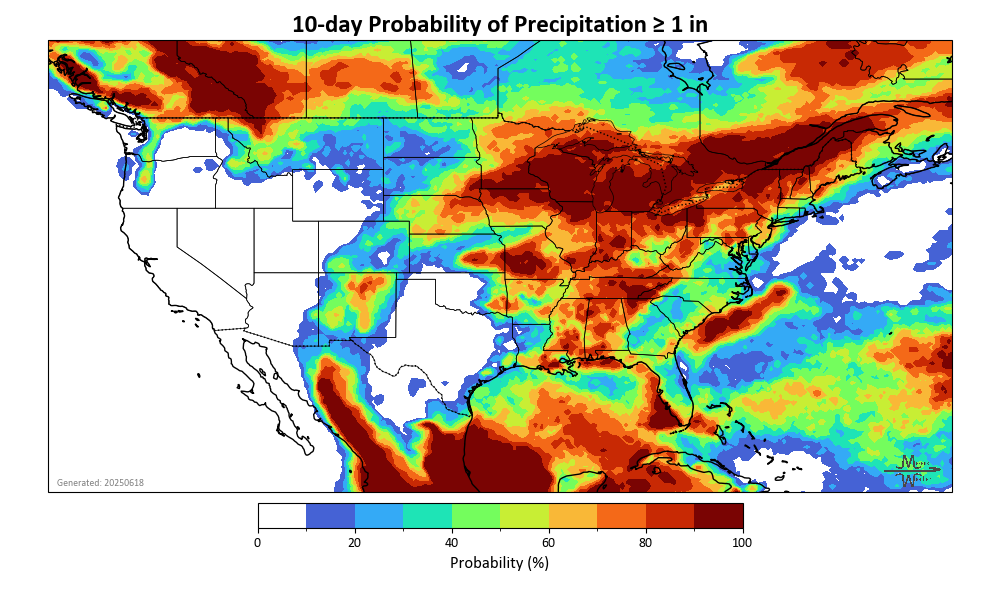 10-day Probability of Precipitation ≥ 1 in
Generated: 20250618
0 20 40 60 80 100
Probability (%)